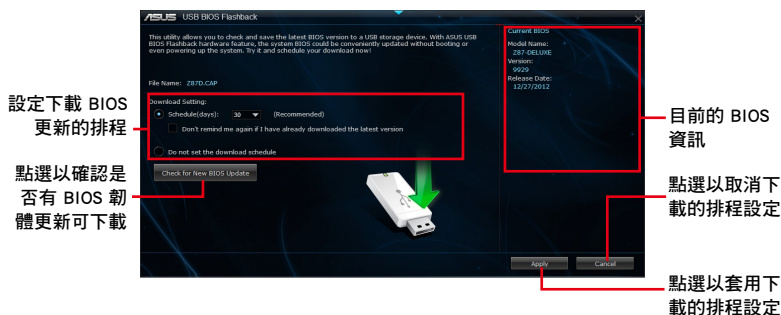 ASUS USB BIOS Flashback
This utility allows you to check and save the latest BIOS version to a USB storage device. With ASUS USB
BIOS Flashback hardware feature, the system BIOS could be conveniently updated without booting or
even powering up the system. Try it and schedule your download now!
File Name: Z87D.CAP
Download Setting:
Schedule(days): 30 (Recommended)
Don't remind me again if I have already downloaded the latest version
Do not set the download schedule
Check for New BIOS Update
Current BIOS
Model Name:
Z87-DELUXE
Version:
9929
Release Date:
12/27/2012
Apply
Cancel
設定下載 BIOS
更新的排程
點選以確認是
否有 BIOS 韌
體更新可下載
目前的 BIOS
資訊
點選以取消下
載的排程設定
點選以套用下
載的排程設定